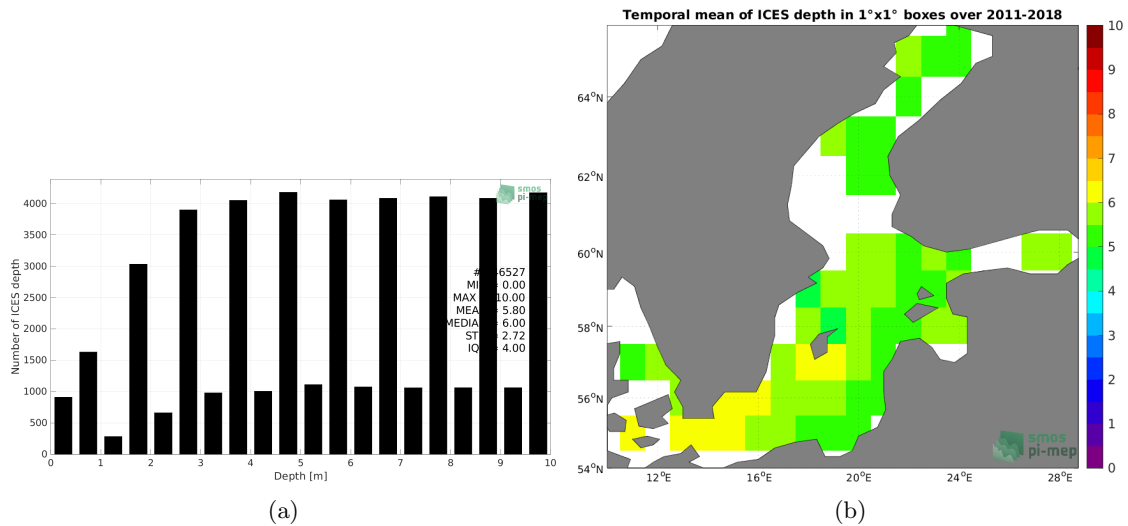 Number of ICES depth
4000
3500
3000
2500
2000
1500
1000
500
0
smos
pi-mep
46527
0.00
MAX 10.00
5.80
6.00
2.72
4.00
0 1 2 3 4 5 6 7 8 9 10
Depth [m]
(a)
Temporal mean of ICES depth in 1°x1° boxes over 2011-2018
64°N
62°N
60°N
58°N
56°N
54°N
12°E 16°E 20°E 24°E 28°E
smos
pi-mep
10
9
8
7
6
5
4
3
2
1
0
(b)